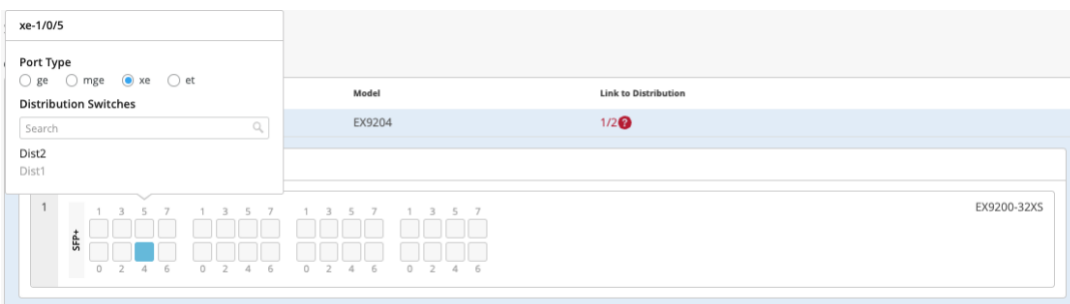 xe-1/0/5
Port Type
ge mge xe et
Distribution Switches
Search
Dist2
Dist1
Model Link to Distribution
EX9204 1/2?
1 EX9200-32XS
SFP+
1 3 5 7 1 3 5 7 1 3 5 7 1 3 5 7
0 2 4 6 0 2 4 6 0 2 4 6 0 2 4 6